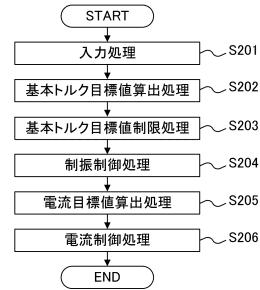 START
入力処理 S201
基本トルク目標値算出処理 S202
基本トルク目標値制限処理 S203
制振制御処理 S204
電流目標値算出処理 S205
電流制御処理 S206
END